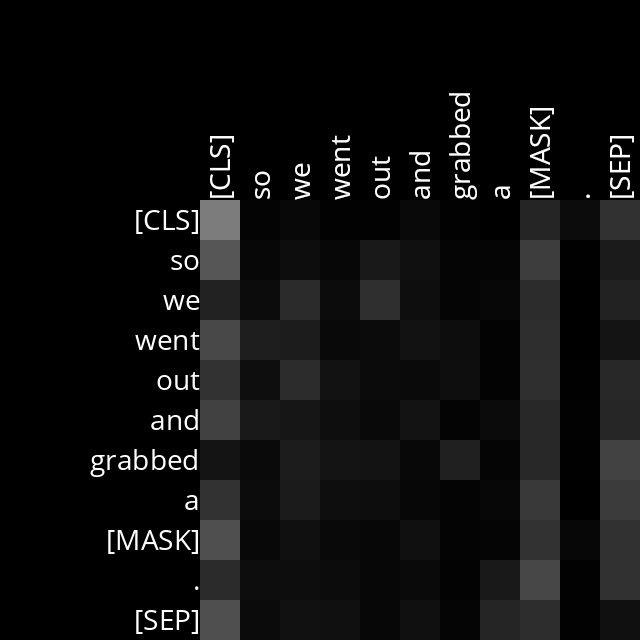 [CLS] so we went out and grabbed a [MASK] . [SEP]
[CLS]
so
we
went
out
and
grabbed
a
[MASK]
.
[SEP]